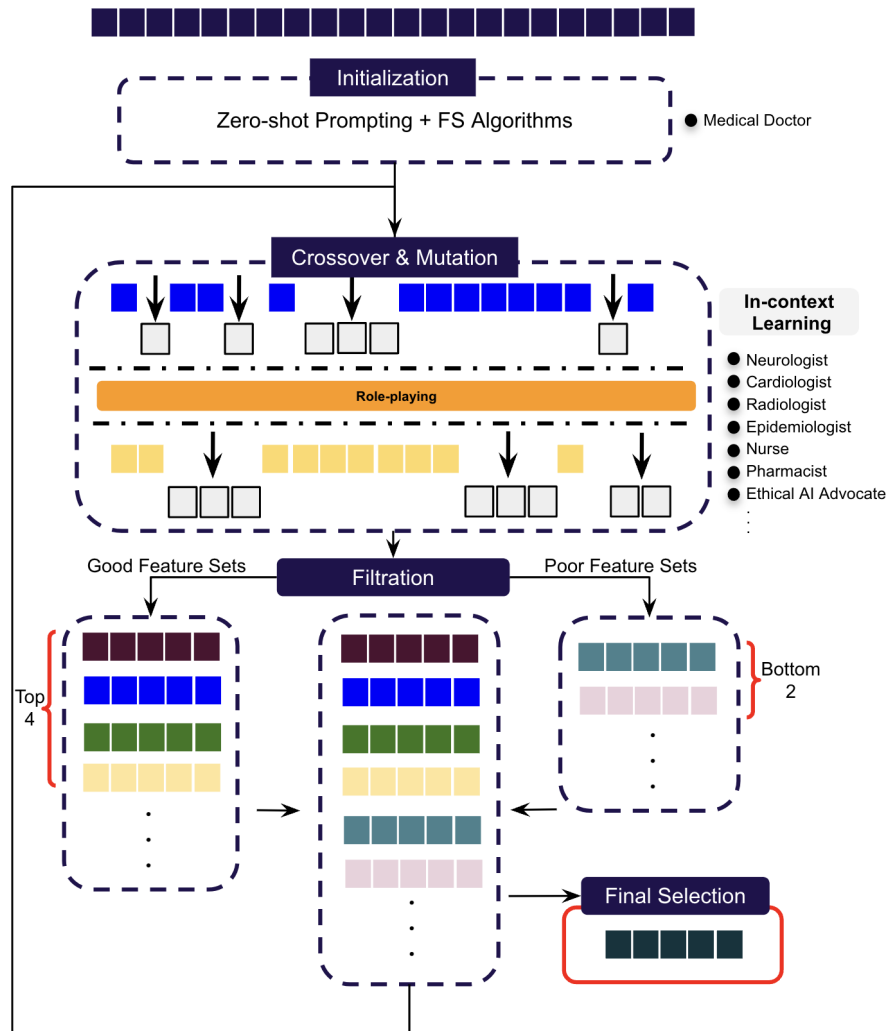 Initialization
Zero-shot Prompting + FS Algorithms
Medical Doctor
Crossover & Mutation
In-context
Learning
Role-playing
Neurologist
Cardiologist
Radiologist
Epidemiologist
Nurse
Pharmacist
Ethical AI Advocate
Good Feature Sets
Filtration
Poor Feature Sets
Top
4
Bottom
2
Final Selection